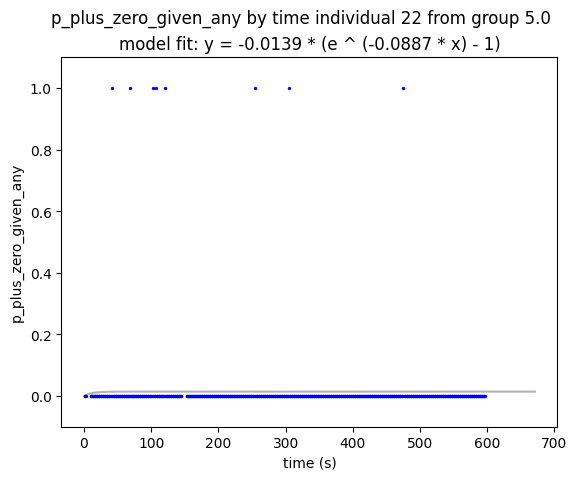 p_plus_zero_given_any by time individual 22 from group 5.0
model fit: y = -0.0139 * (e ^ (-0.0887 * x) - 1)
1.0
0.8
0.6
0.4
0.2
0.0
p_plus_zero_given_any
0 100 200 300 400 500 600 700
time (s)